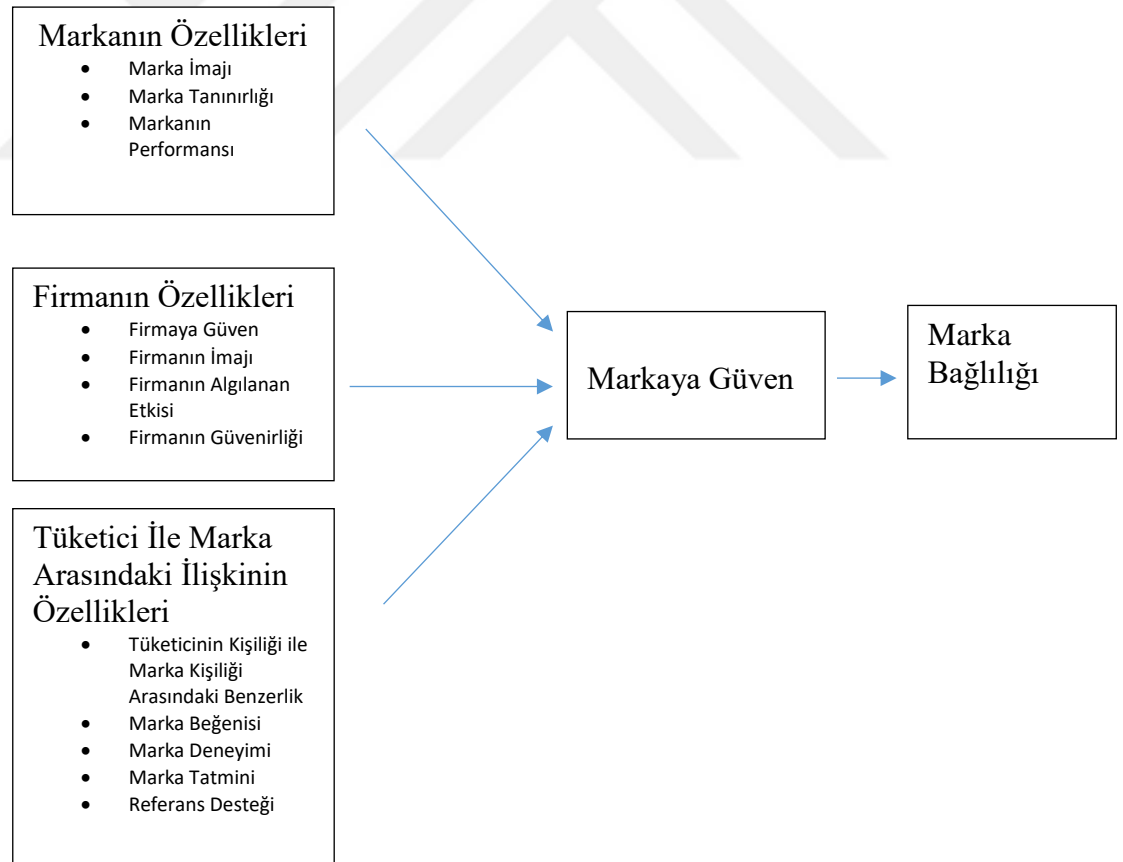 Markanın Özellikleri
• Marka İmajı
• Marka Tanınırlığı
• Markanın
Performansı
Firmanın Özellikleri
• Firmaya Güven
• Firmanın İmajı
• Firmanın Algılanan
Etkisi
• Firmanın Güvenirliği
Tüketici İle Marka
Arasındaki İlişkinin
Özellikleri
• Tüketicinin Kişiliği ile
Marka Kişiliği
Arasındaki Benzerlik
• Marka Beğenisi
• Marka Deneyimi
• Marka Tatmini
• Referans Desteği
Markaya Güven
Marka
Bağlılığı